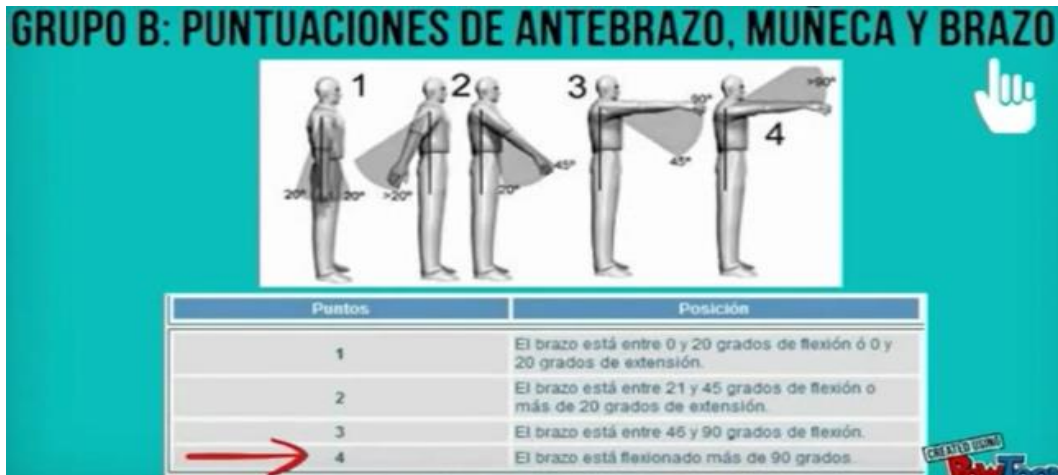 GRUPO B: PUNTUACIONES DE ANTEBRAZO, MUÑECA Y BRAZO
1
2
3
4
20°
20°
>20°
20°
45°
90°
45°
>90°
Puntos
Posición
1
El brazo está entre 0 y 20 grados de flexión ó 0 y
20 grados de extensión.
2
El brazo está entre 21 y 45 grados de flexión o
más de 20 grados de extensión.
3
El brazo está entre 46 y 90 grados de flexión.
4
El brazo está flexionado más de 90 grados
CREATED USING